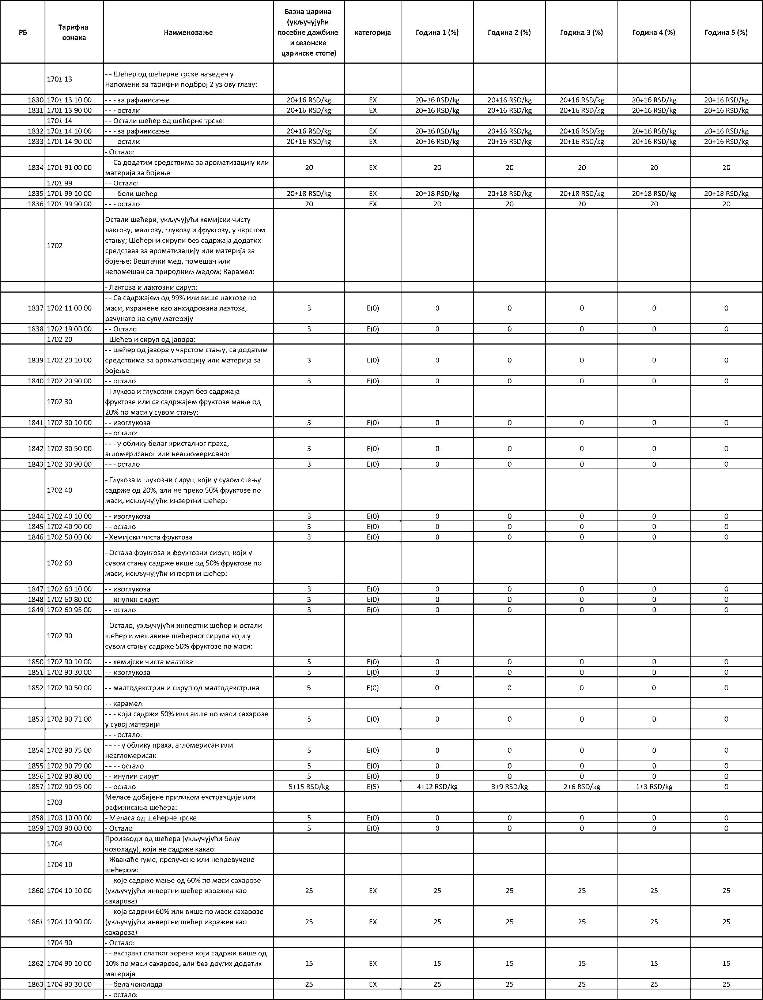 РБ Тарифна ознака Наименовање Базна царина (укључујући посебне дажбине и сезонске царинске стопе) категорија Година 1 (%) Година 2 (%) Година 3 (%) Година 4 (%) Година 5 (%)
1701 13 - - Шећер од шећерне трске наведен у
Напомени за тарифни подброј 2 уз ову главу:
1830 1701 13 10 00 - - - за рафинисање 20+16 RSD/kg EX 20+16 RSD/kg 20+16 RSD/kg 20+16 RSD/kg 20+16 RSD/kg 20+16 RSD/kg
1831 1701 13 90 00 - - - остали 20+16 RSD/kg EX 20+16 RSD/kg 20+16 RSD/kg 20+16 RSD/kg 20+16 RSD/kg 20+16 RSD/kg
1701 14 - - Остали шећер од шећерне трске:
1832 1701 14 10 00 - - - за рафинисање 20+16 RSD/kg EX 20+16 RSD/kg 20+16 RSD/kg 20+16 RSD/kg 20+16 RSD/kg 20+16 RSD/kg
1833 1701 14 90 00 - - - остали 20+16 RSD/kg EX 20+16 RSD/kg 20+16 RSD/kg 20+16 RSD/kg 20+16 RSD/kg 20+16 RSD/kg
- Остало:
1834 1701 91 00 00 - - Са додатим средствима за ароматизацију или
материја за бојење 20 EX 20 20 20 20 20
1701 99 - - Остало:
1835 1701 99 10 00 - - - бели шећер 20+18 RSD/kg EX 20+18 RSD/kg 20+18 RSD/kg 20+18 RSD/kg 20+18 RSD/kg 20+18 RSD/kg
1836 1701 99 90 00 - - - остало 20 EX 20 20 20 20 20
1702 Остали шећери, укључујући хемијски чисту
лактозу, малтозу, глукозу и фруктозу, у чврстом
стању; Шећерни сирупи без садржаја додатих
средстава за ароматизацију или материја за
бојење; Вештачки мед, помешан или
непомешан са природним медом; Карамел:
- Лактоза и лактозни сируп:
1837 1702 11 00 00 - - Са садржајем од 99% или више лактозе по
маси, изражене као анхидрована лактоза,
рачунато на суву материју 3 E(0) 0 0 0 0 0
1838 1702 19 00 00 - - Остало 3 E(0) 0 0 0 0 0
1702 20 - Шећер и сируп од јавора:
1839 1702 20 10 00 - - шећер од јавора у чврстом стању, са додатим
средствима за ароматизацију или материја за
бојење 3 E(0) 0 0 0 0 0
1840 1702 20 90 00 - - остало 3 E(0) 0 0 0 0 0
1702 30 - Глукоза и глукозни сируп без садржаја
фруктозе или са садржајем фруктозе мање од
20% по маси у сувом стању:
1841 1702 30 10 00 - - изоглукоза 3 E(0) 0 0 0 0 0
- - остало:
1842 1702 30 50 00 - - - у облику белог кристалног праха,
агломерисаног или неагломерисаног 3 E(0) 0 0 0 0 0
1843 1702 30 90 00 - - - остало 3 E(0) 0 0 0 0 0
1702 40 - Глукоза и глукозни сируп, који у сувом стању
садрже од 20%, али не преко 50% фруктозе по
маси, искључујући инвертни шећер:
1844 1702 40 10 00 - - изоглукоза 3 E(0) 0 0 0 0 0
1845 1702 40 90 00 - - остало 3 E(0) 0 0 0 0 0
1846 1702 50 00 00 - Хемијски чиста фруктоза 3 E(0) 0 0 0 0 0
1702 60 - Остала фруктоза и фруктозни сируп, који у
сувом стању садрже више од 50% фруктозе по
маси, искључујући инвертни шећер:
1847 1702 60 10 00 - - изоглукоза 3 E(0) 0 0 0 0 0
1848 1702 60 80 00 - - инулин сируп 3 E(0) 0 0 0 0 0
1849 1702 60 95 00 - - остало 3 E(0) 0 0 0 0 0
1702 90 - Остало, укључујући инвертни шећер и остали
шећер и мешавине шећерног сирупа који у
сувом стању садрже 50% фруктозе по маси:
1850 1702 90 10 00 - - хемијски чиста малтоза 5 E(0) 0 0 0 0 0
1851 1702 90 30 00 - - изоглукоза 5 E(0) 0 0 0 0 0
1852 1702 90 50 00 - - малтодекстрин и сируп од малтодекстрина 5 E(0) 0 0 0 0 0
- - карамел:
1853 1702 90 71 00 - - - који садржи 50% или више по маси сахарозе
у сувој материји 5 E(0) 0 0 0 0 0
- - - остало:
1854 1702 90 75 00 - - - - у облику праха, агломерисан или
неагломерисан 5 E(0) 0 0 0 0 0
1855 1702 90 79 00 - - - - остало 5 E(0) 0 0 0 0 0
1856 1702 90 80 00 - - инулин сируп 5 E(0) 0 0 0 0 0
1857 1702 90 95 00 - - остало 5+15 RSD/kg E(5) 4+12 RSD/kg 3+9 RSD/kg 2+6 RSD/kg 1+3 RSD/kg 0
1703 Меласе добијене приликом екстракције или
рафинисања шећера:
1858 1703 10 00 00 - Меласа од шећерне трске 5 E(0) 0 0 0 0 0
1859 1703 90 00 00 - Остало 5 E(0) 0 0 0 0 0
1704 Производи од шећера (укључујући белу
чоколаду), који не садрже какао:
1704 10 - Жвакаће гуме, превучене или непревучене
шећером:
1860 1704 10 10 00 - - које садрже мање од 60% по маси сахарозе
(укључујући инвертни шећер изражен као
сахароза) 25 EX 25 25 25 25 25
1861 1704 10 90 00 - - која садржи 60% или више по маси сахарозе
(укључујући инвертни шећер изражен као
сахароза) 25 EX 25 25 25 25 25
1704 90 - Остало:
1862 1704 90 10 00 - - екстракт слатког корена који садржи више од
10% по маси сахарозе, али без других додатих
материја 15 EX 15 15 15 15 15
1863 1704 90 30 00 - - бела чоколада 25 EX 25 25 25 25 25
- - остало: